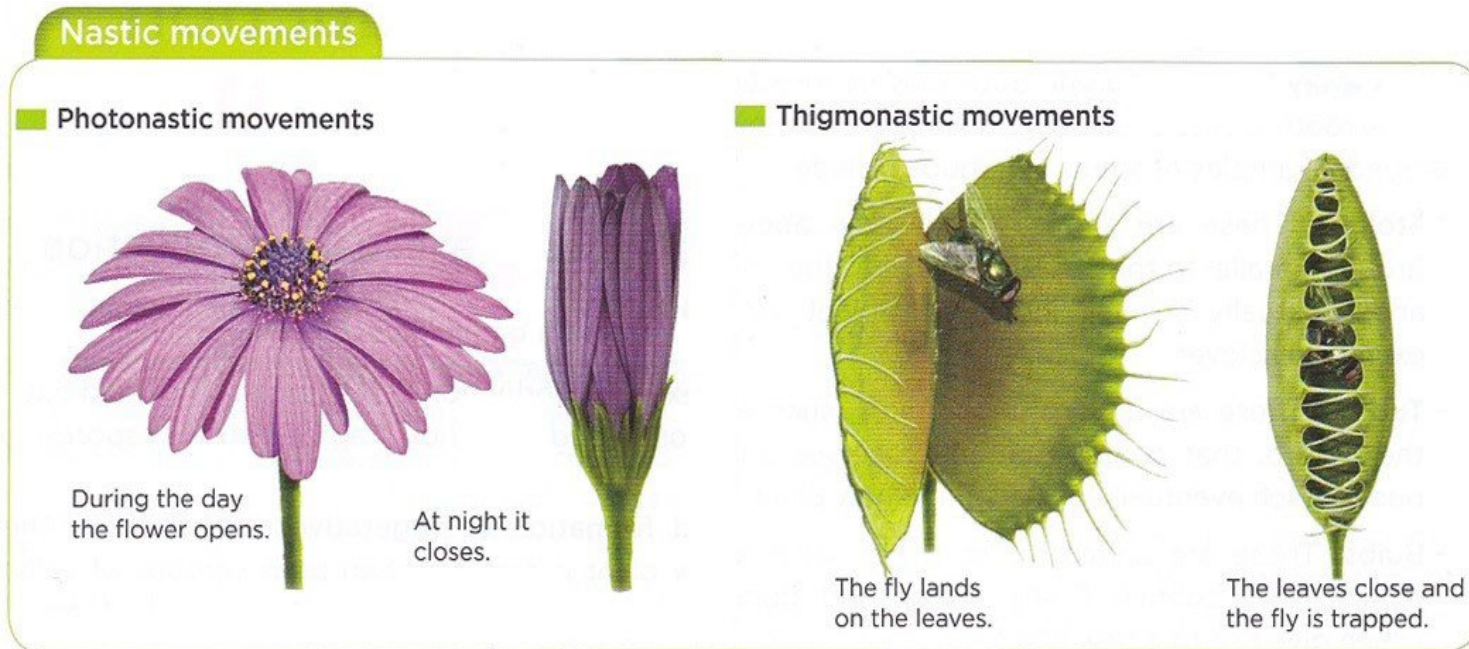 Nastic movements
Photonastic movements
During the day
the flower opens.
At night it
closes.
Thigmonastic movements
The fly lands
on the leaves.
The leaves close and
the fly is trapped.